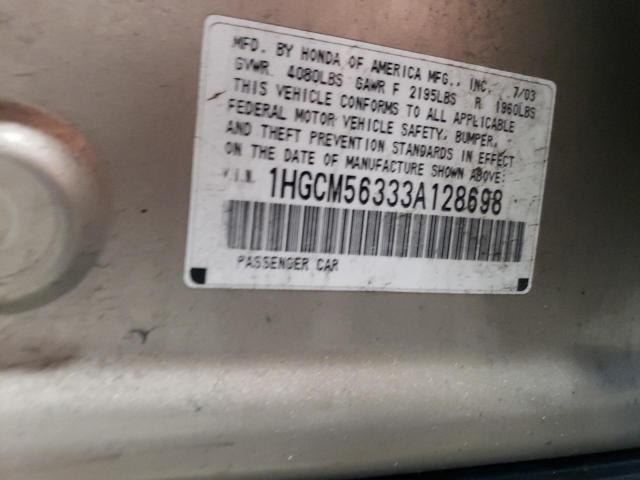 MFD. BY HONDA OF AMERICA MFG., INC. 7/03
GVWR 4080LBS GAWR F 2195LBS R 1960LBS
THIS VEHICLE CONFORMS TO ALL APPLICABLE
FEDERAL MOTOR VEHICLE SAFETY, BUMPER,
AND THEFT PREVENTION STANDARDS IN EFFECT
ON THE DATE OF MANUFACTURE SHOWN ABOVE.
V.I.N. 1HGCM56333A128698
PASSENGER CAR